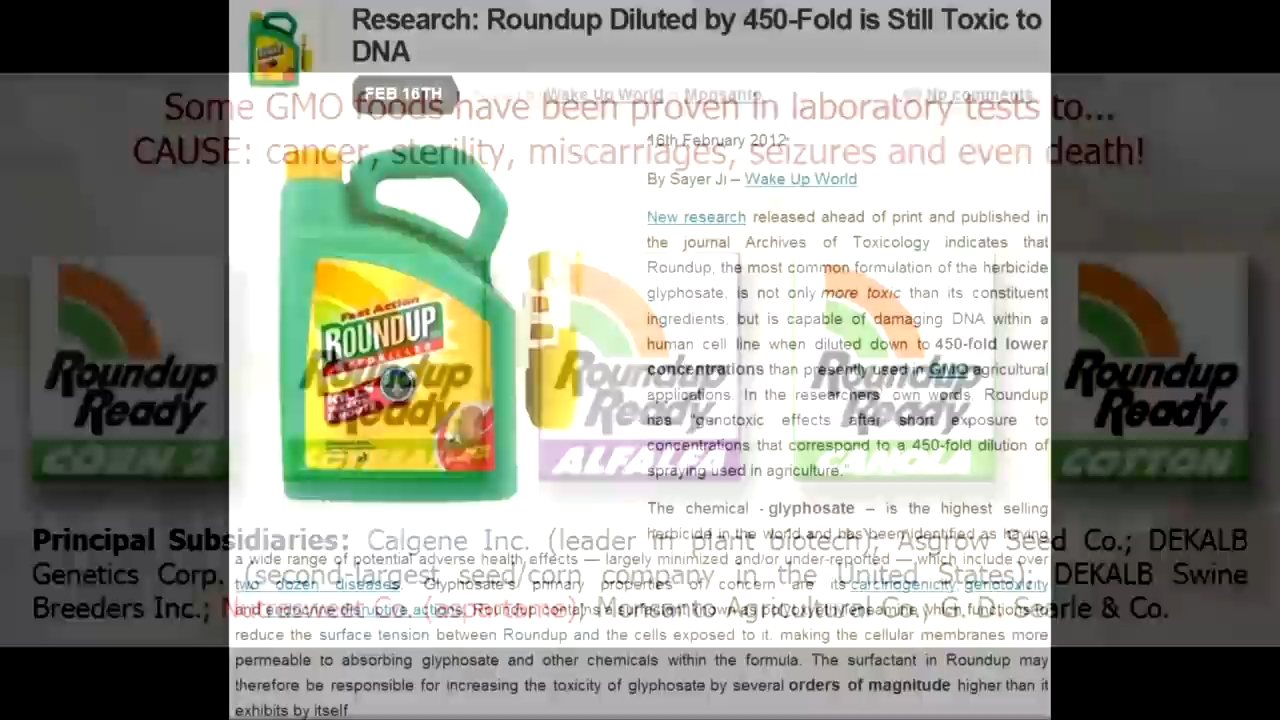 Research: Roundup Diluted by 450-Fold is Still Toxic to
DNA
FEB 16TH
Wake Up World
Monsanto
No comments
Some GMO foods have been proven in laboratory tests to...
CAUSE: cancer, sterility, miscarriages, seizures and even death!
16th February 2012
By Sayer Ji – Wake Up World
New research released ahead of print and published in
the journal Archives of Toxicology indicates that
Roundup, the most common formulation of the herbicide
glyphosate, is not only more toxic than its constituent
ingredients, but is capable of damaging DNA within a
human cell line when diluted down to 450-fold lower
concentrations than presently used in GMO agricultural
applications. In the researchers' own words, Roundup
has "genotoxic effects after short exposure to
concentrations that correspond to a 450-fold dilution of
spraying used in agriculture."
The chemical - glyphosate – is the highest selling
herbicide in the world and has been identified as having
a wide range of potential adverse health effects — largely minimized and/or under-reported — which include over
two dozen diseases. Glyphosate's primary properties of concern are its carcinogenicity, genotoxicity
and endocrine disruptive actions. Roundup contains a surfactant known as polyoxyethyleneamine, which functions to
reduce the surface tension between Roundup and the cells exposed to it, making the cellular membranes more
permeable to absorbing glyphosate and other chemicals within the formula. The surfactant in Roundup may
therefore be responsible for increasing the toxicity of glyphosate by several orders of magnitude higher than it
exhibits by itself
Fast Action
ROUNDUP
Roundup
Ready
CORN 2
Roundup
Ready
Roundup
Ready
ALFALFA
Roundup
Ready
CANOLA
Roundup
Ready
COTTON
Principal Subsidiaries: Calgene Inc. (leader in plant biotech); Asgrow Seed Co.; DEKALB
Genetics Corp. (second-largest seed/corn company in the United States); DEKALB Swine
Breeders Inc.; Nutrasweet Co. (aspartame); Monsanto Agricultural Co.; G. D. Searle & Co.